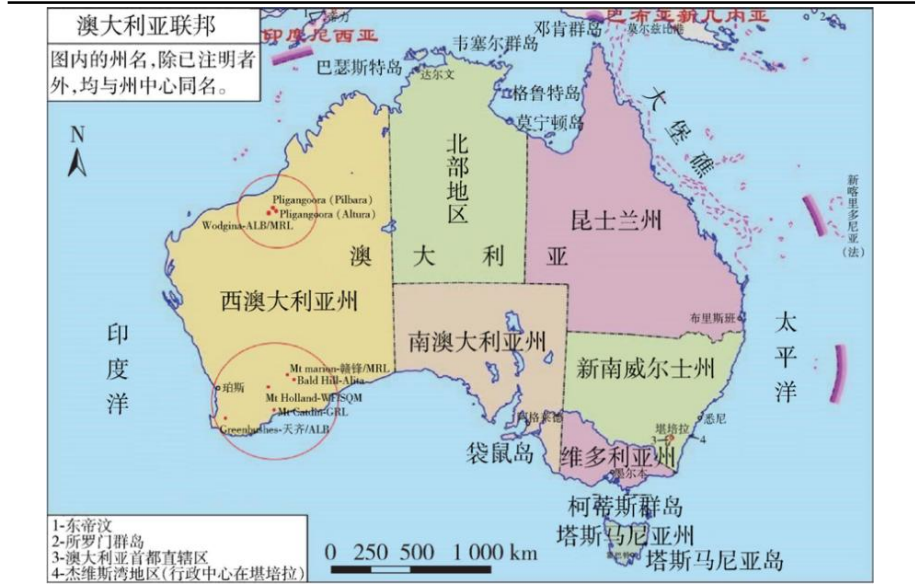 澳大利亚联邦
图内的州名,除已注明者
外,均与州中心同名。
印度尼西亚
巴布亚新几内亚
莫尔兹比港
韦塞尔群岛
邓肯群岛
巴瑟斯特岛
达尔文
格鲁特岛
莫宁顿岛
大堡礁
N
北部地区
昆士兰州
新喀里多尼亚(法)
Pligangoora (Pilbara)
Pligangoora (Altura)
Wodgina-ALB/MRL
澳大利亚
西澳大利亚州
南澳大利亚州
布里斯班
印度洋
太平洋
新南威尔士州
Mt marion-赣锋/MRL
Bald Hill-Alita
珀斯
Mt Holland-WF/SQM
Mt Catdin-GRL
Greenbushes-天齐/ALB
阿格莱德
悉尼
堪培拉
3
4
袋鼠岛
维多利亚州
墨尔本
柯蒂斯群岛
塔斯马尼亚州
塔斯马尼亚岛
1-东帝汶
2-所罗门群岛
3-澳大利亚首都直辖区
4-杰维斯湾地区(行政中心在堪培拉)
0 250 500 1 000 km